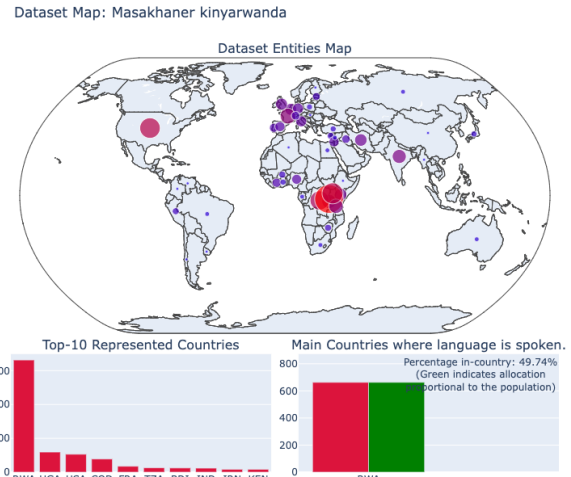 Dataset Map: Masakhaner kinyarwanda
Dataset Entities Map
Top-10 Represented Countries
Main Countries where language is spoken.
0
800
600
400
200
0
Percentage in-country: 49.74%
(Green indicates allocation
proportional to the population)